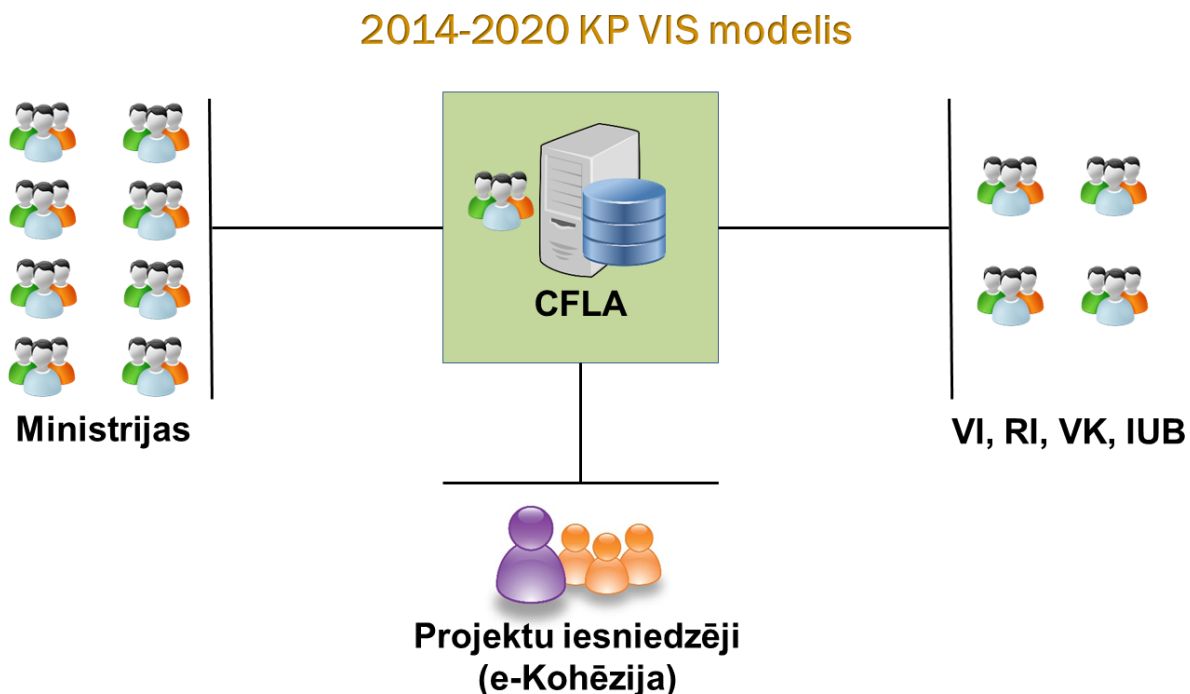 2014-2020 KP VIS modelis
CFLA
Ministrijas
VI, RI, VK, IUB
Projektu iesniedzēji
(e-Kohēzija)